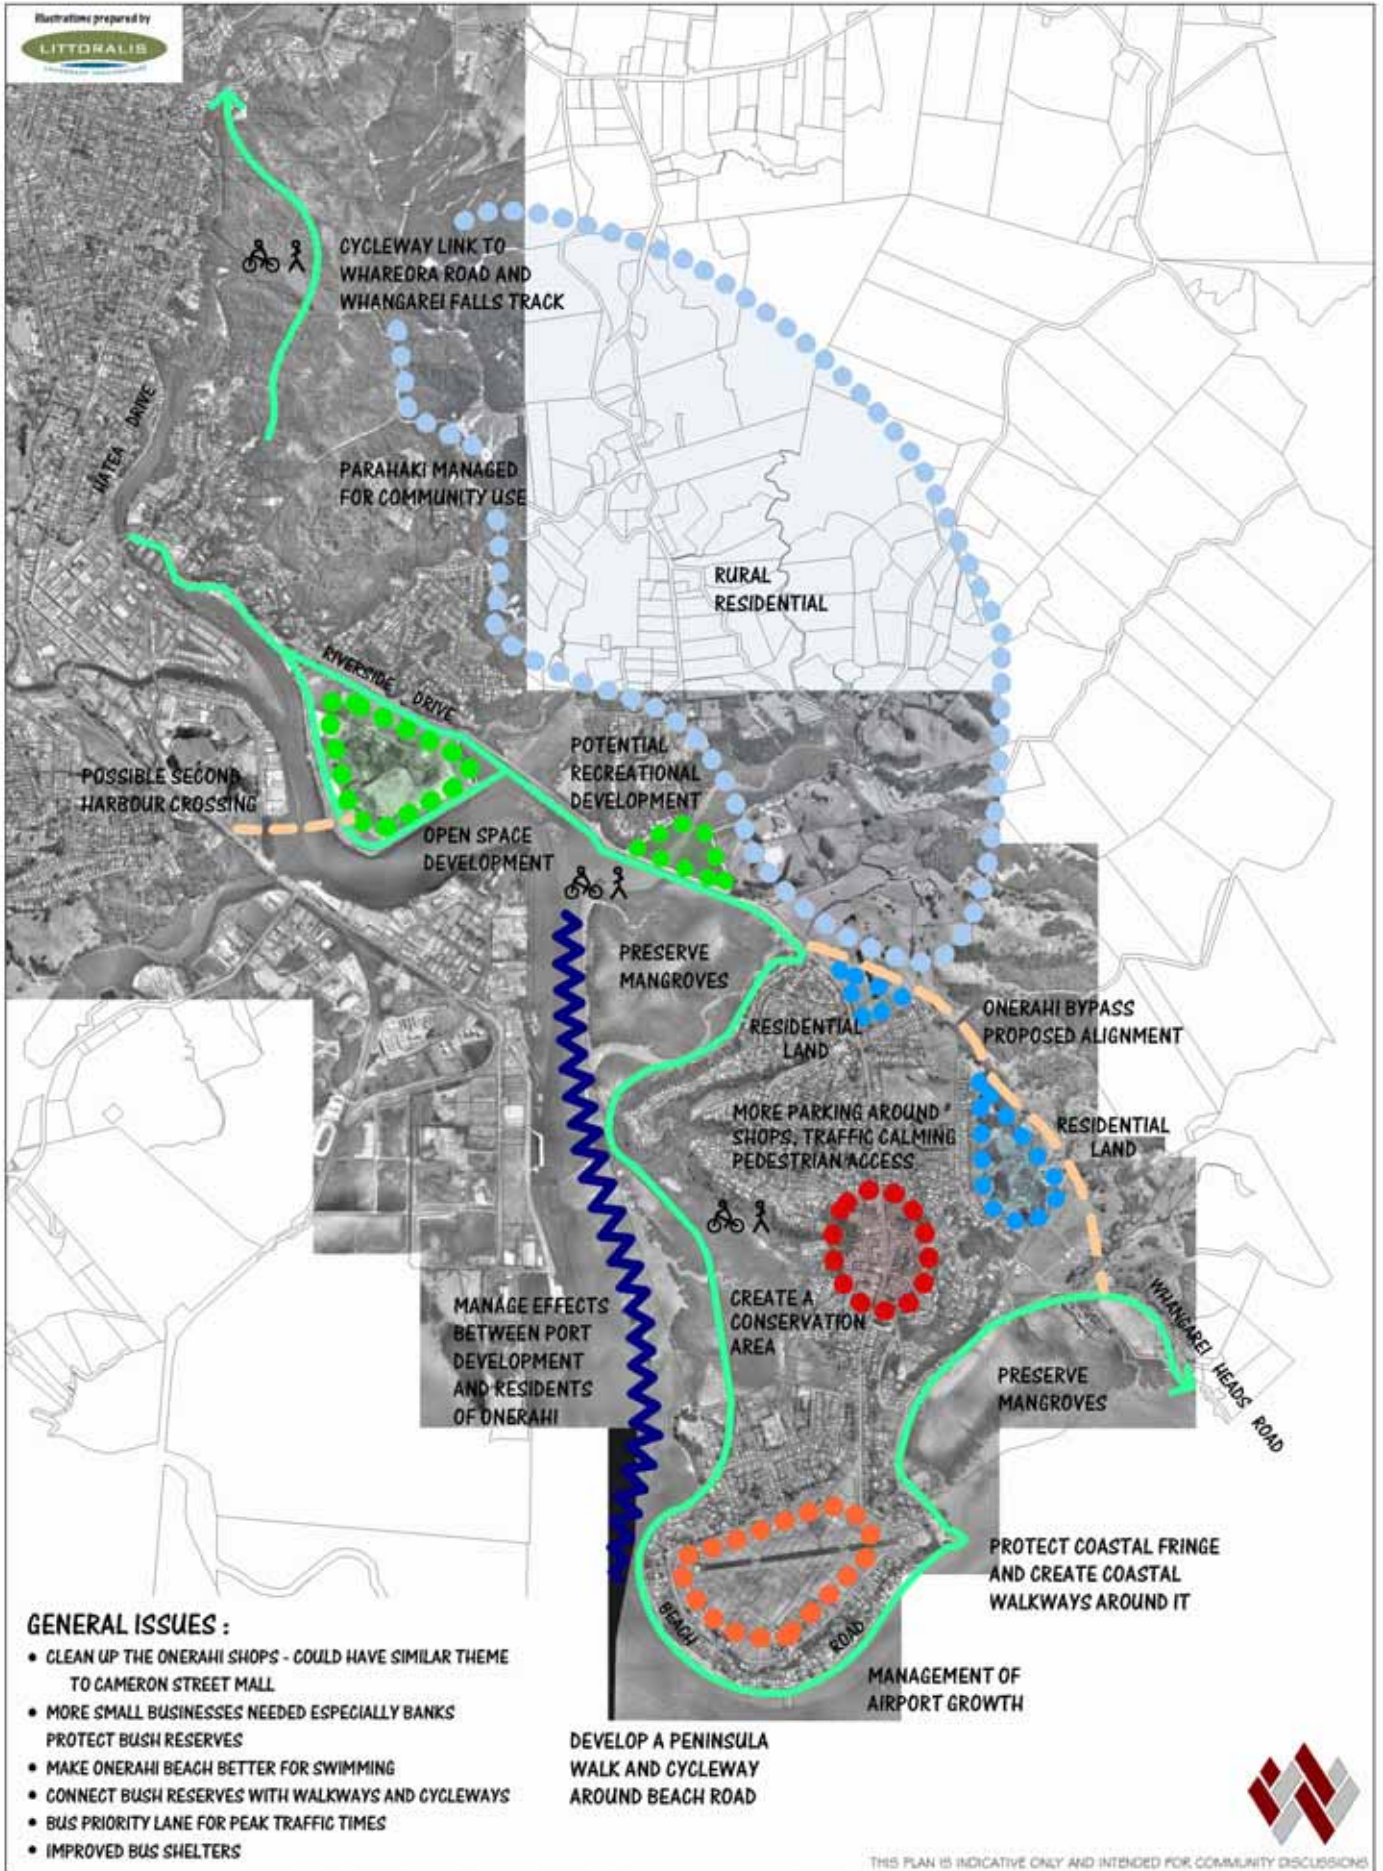 Illustrations prepared by
LITTORALIS
LANDSCAPE ARCHITECTURE
CYCLEWAY LINK TO
WHAREORA ROAD AND
WHANGAREI FALLS TRACK
HATEA DRIVE
PARAHAKI MANAGED
FOR COMMUNITY USE
RURAL
RESIDENTIAL
RIVERSIDE DRIVE
POSSIBLE SECOND
HARBOUR CROSSING
POTENTIAL
RECREATIONAL
DEVELOPMENT
OPEN SPACE
DEVELOPMENT
PRESERVE
MANGROVES
RESIDENTIAL
LAND
ONERAHI BYPASS
PROPOSED ALIGNMENT
MORE PARKING AROUND
SHOPS, TRAFFIC CALMING
PEDESTRIAN ACCESS
RESIDENTIAL
LAND
MANAGE EFFECTS
BETWEEN PORT
DEVELOPMENT
AND RESIDENTS
OF ONERAHI
CREATE A
CONSERVATION
AREA
WHANGAREI HEADS ROAD
PRESERVE
MANGROVES
PROTECT COASTAL FRINGE
AND CREATE COASTAL
WALKWAYS AROUND IT
BEACH ROAD
MANAGEMENT OF
AIRPORT GROWTH
DEVELOP A PENINSULA
WALK AND CYCLEWAY
AROUND BEACH ROAD
GENERAL ISSUES :
• CLEAN UP THE ONERAHI SHOPS - COULD HAVE SIMILAR THEME
TO CAMERON STREET MALL
• MORE SMALL BUSINESSES NEEDED ESPECIALLY BANKS
PROTECT BUSH RESERVES
• MAKE ONERAHI BEACH BETTER FOR SWIMMING
• CONNECT BUSH RESERVES WITH WALKWAYS AND CYCLEWAYS
• BUS PRIORITY LANE FOR PEAK TRAFFIC TIMES
• IMPROVED BUS SHELTERS
THIS PLAN IS INDICATIVE ONLY AND INTENDED FOR COMMUNITY DISCUSSIONS